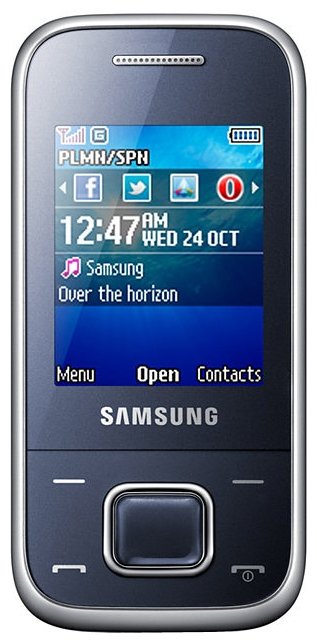 G
PLMN/SPN
f
12:47 AM
WED 24 OCT
Samsung
Over the horizon
Menu Open Contacts
SAMSUNG